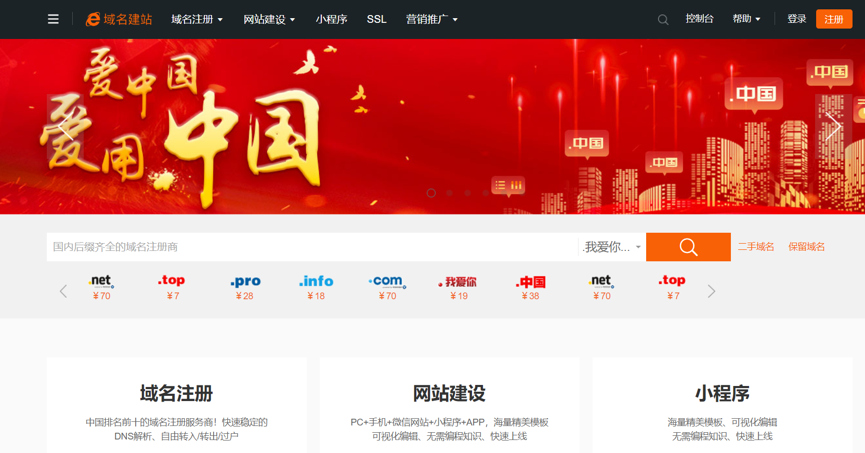 域名建站 域名注册 网站建设 小程序 SSL 营销推广 控制台 帮助 登录 注册
爱中国
爱用中国
.中国
.中国
.中国
.中国
国内后缀齐全的域名注册商 .我爱你... 二手域名 保留域名
.net .top .pro .info .com .我爱你 .中国 .net .top
¥70 ¥7 ¥28 ¥18 ¥70 ¥19 ¥38 ¥70 ¥7
域名注册 网站建设 小程序
中国排名前十的域名注册服务商！快速稳定的 PC+手机+微信网站+小程序+APP，海量精美模板 海量精美模板、可视化编辑
DNS解析、自由转入/转出/过户 可视化编辑、无需编程知识、快速上线 无需编程知识、快速上线